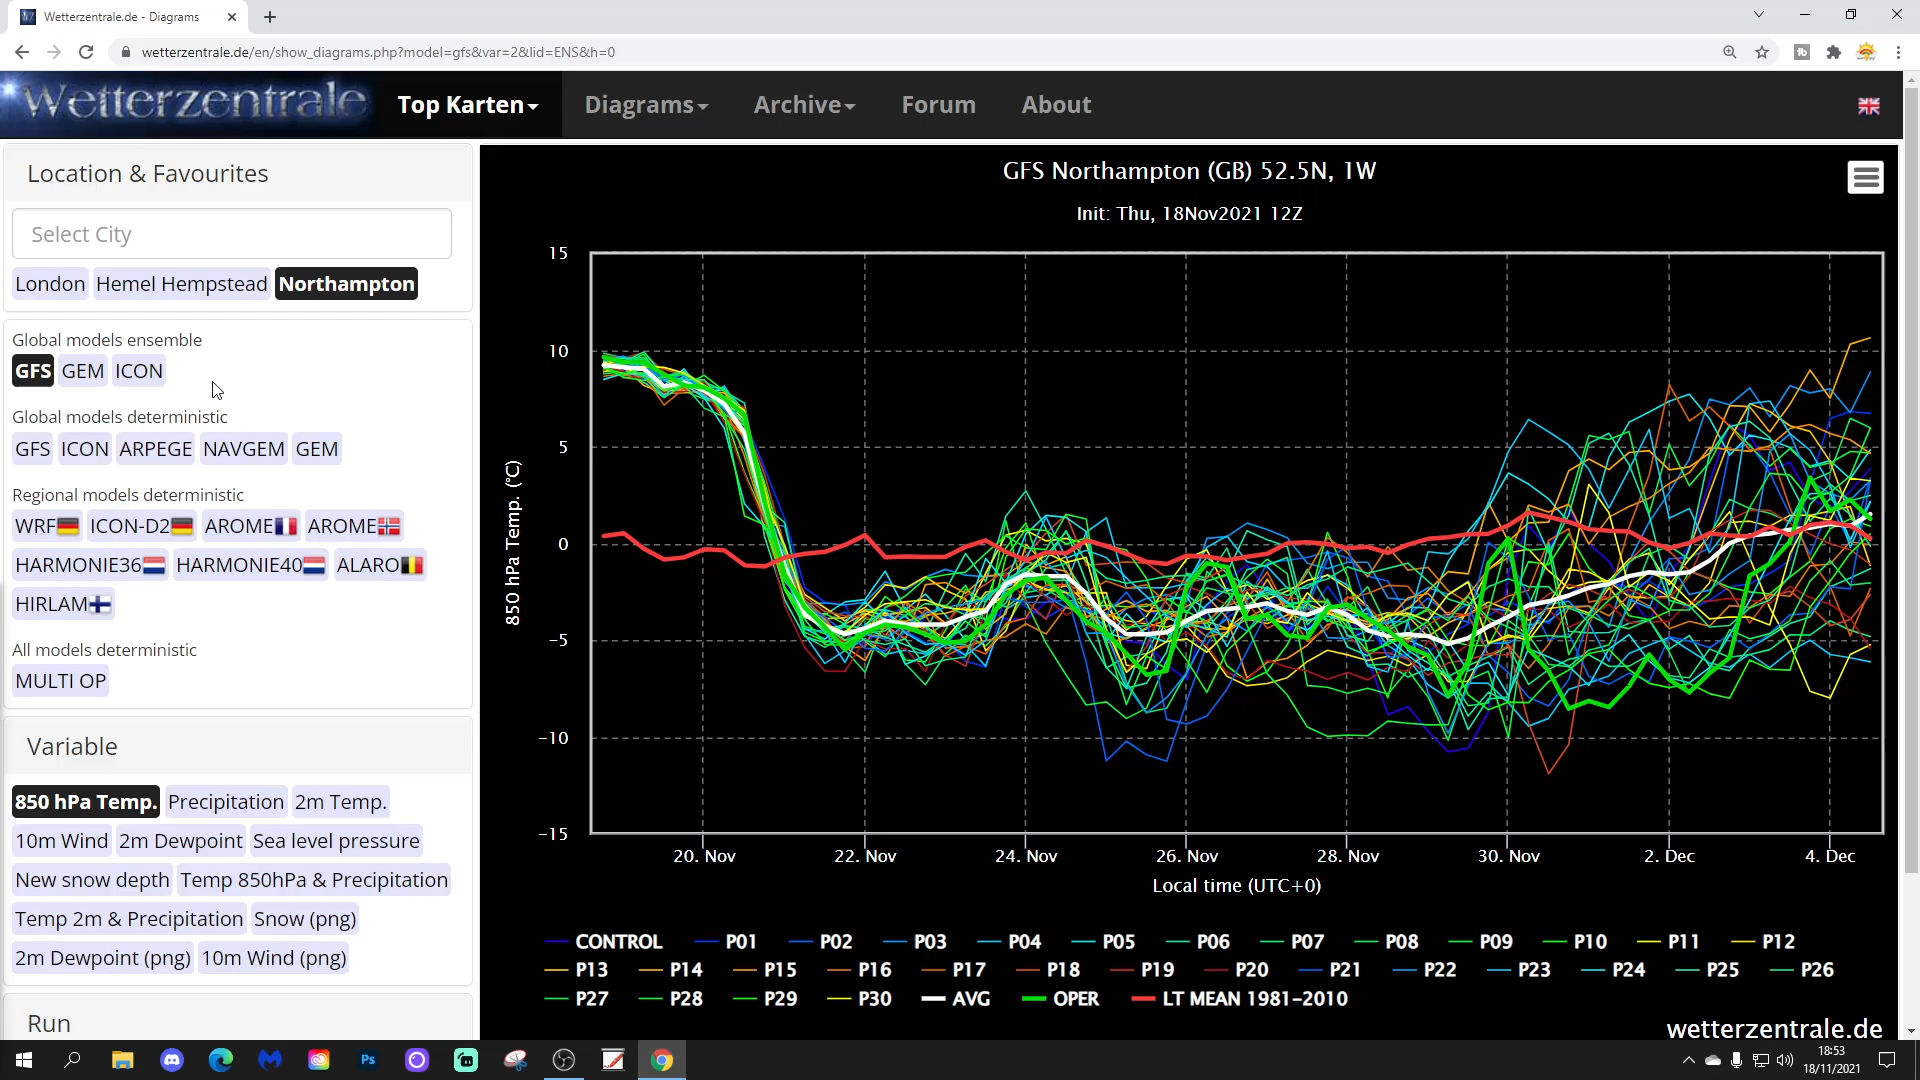 Wetterzentrale.de - Diagrams
wetterzentrale.de/en/show_diagrams.php?model=gfs&var=2&lid=ENS&h=0
Wetterzentrale
Top Karten Diagrams Archive Forum About
Location & Favourites
Select City
London Hemel Hempstead Northampton
Global models ensemble
GFS GEM ICON
Global models deterministic
GFS ICON ARPEGE NAVGEM GEM
Regional models deterministic
WRF ICON-D2 AROME AROME
HARMONIE36 HARMONIE40 ALARO
HIRLAM
All models deterministic
MULTI OP
Variable
850 hPa Temp. Precipitation 2m Temp.
10m Wind 2m Dewpoint Sea level pressure
New snow depth Temp 850hPa & Precipitation
Temp 2m & Precipitation Snow (png)
2m Dewpoint (png) 10m Wind (png)
Run
GFS Northampton (GB) 52.5N, 1W
Init: Thu, 18Nov2021 12Z
850 hPa Temp. (°C)
15
10
5
0
-5
-10
-15
20. Nov 22. Nov 24. Nov 26. Nov 28. Nov 30. Nov 2. Dec 4. Dec
Local time (UTC+0)
CONTROL P01 P02 P03 P04 P05 P06 P07 P08 P09 P10 P11 P12
P13 P14 P15 P16 P17 P18 P19 P20 P21 P22 P23 P24 P25 P26
P27 P28 P29 P30 AVG OPER LT MEAN 1981-2010
wetterzentrale.de
Ps
18:53
18/11/2021